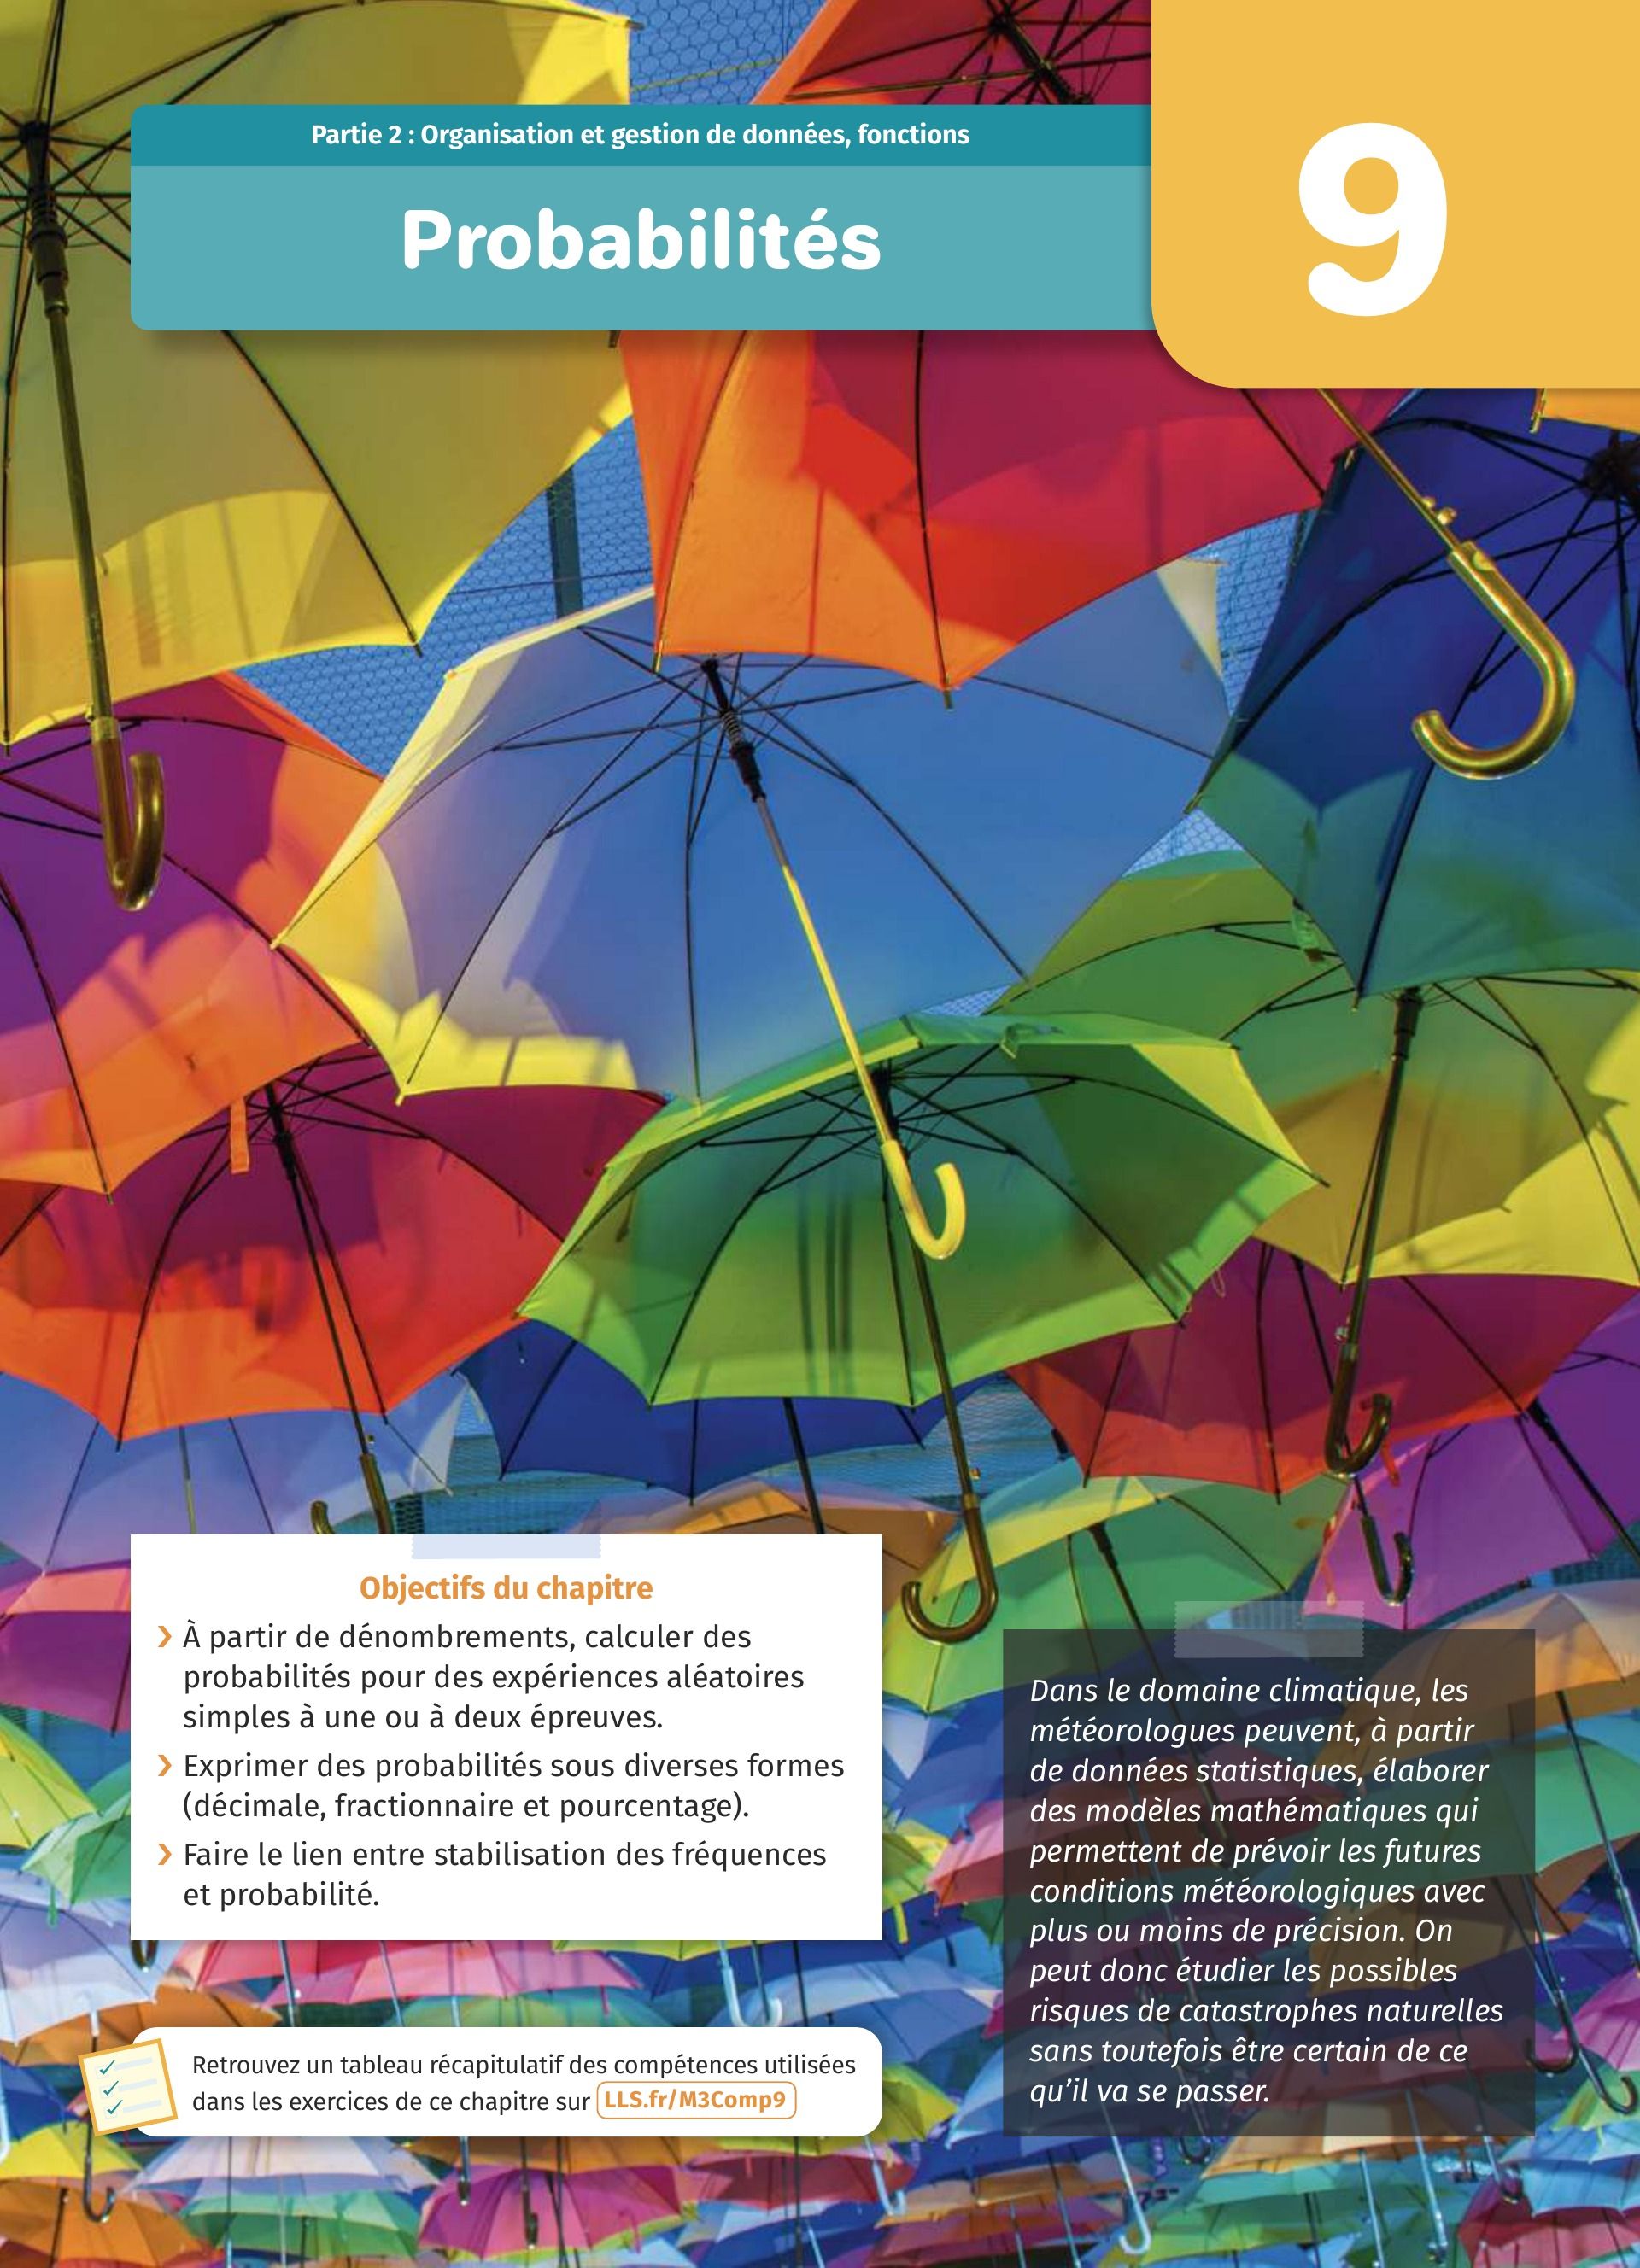 Partie 2 : Organisation et gestion de données, fonctions
Probabilités
9
Objectifs du chapitre
› À partir de dénombrements, calculer des
probabilités pour des expériences aléatoires
simples à une ou à deux épreuves.
› Exprimer des probabilités sous diverses formes
(décimale, fractionnaire et pourcentage).
› Faire le lien entre stabilisation des fréquences
et probabilité.
Retrouvez un tableau récapitulatif des compétences utilisées
dans les exercices de ce chapitre sur LLS.fr/M3Comp9
Dans le domaine climatique, les
météorologues peuvent, à partir
de données statistiques, élaborer
des modèles mathématiques qui
permettent de prévoir les futures
conditions météorologiques avec
plus ou moins de précision. On
peut donc étudier les possibles
risques de catastrophes naturelles
sans toutefois être certain de ce
qu’il va se passer.